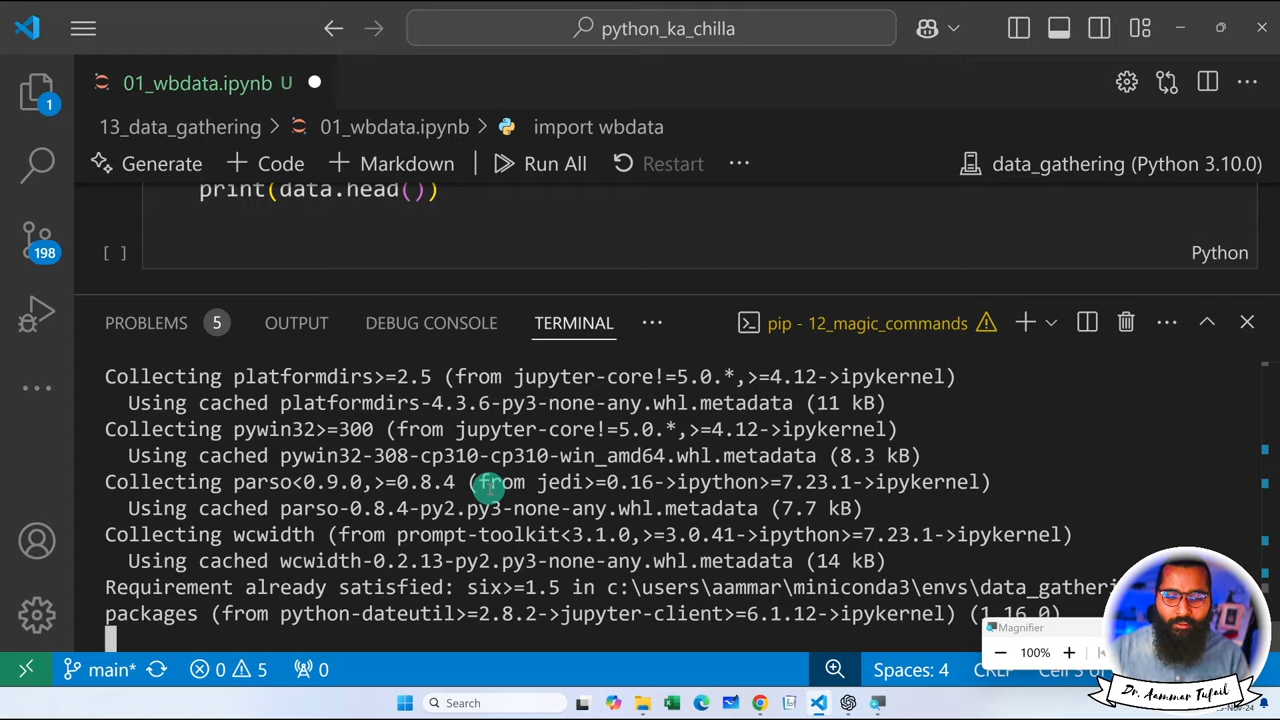 python_ka_chilla
01_wbdata.ipynb U
13_data_gathering > 01_wbdata.ipynb > import wbdata
Generate + Code + Markdown Run All Restart ...
data_gathering (Python 3.10.0)
print(data.head())
[ ] Python
PROBLEMS 5 OUTPUT DEBUG CONSOLE TERMINAL ... pip - 12_magic_commands
Collecting platformdirs>=2.5 (from jupyter-core!=5.0.*,>=4.12->ipykernel)
Using cached platformdirs-4.3.6-py3-none-any.whl.metadata (11 kB)
Collecting pywin32>=300 (from jupyter-core!=5.0.*,>=4.12->ipykernel)
Using cached pywin32-308-cp310-cp310-win_amd64.whl.metadata (8.3 kB)
Collecting parso<0.9.0,>=0.8.4 (from jedi>=0.16->ipython>=7.23.1->ipykernel)
Using cached parso-0.8.4-py2.py3-none-any.whl.metadata (7.7 kB)
Collecting wcwidth (from prompt-toolkit<3.1.0,>=3.0.41->ipython>=7.23.1->ipykernel)
Using cached wcwidth-0.2.13-py2.py3-none-any.whl.metadata (14 kB)
Requirement already satisfied: six>=1.5 in c:\users\aammar\miniconda3\envs\data_gatheri
packages (from python-dateutil>=2.8.2->jupyter-client>=6.1.12->ipykernel) (1.16.0)
1
198
Magnifier
100%
main* 0 5 0 Spaces: 4 CRLF
Search
Dr. Aammar Tufail